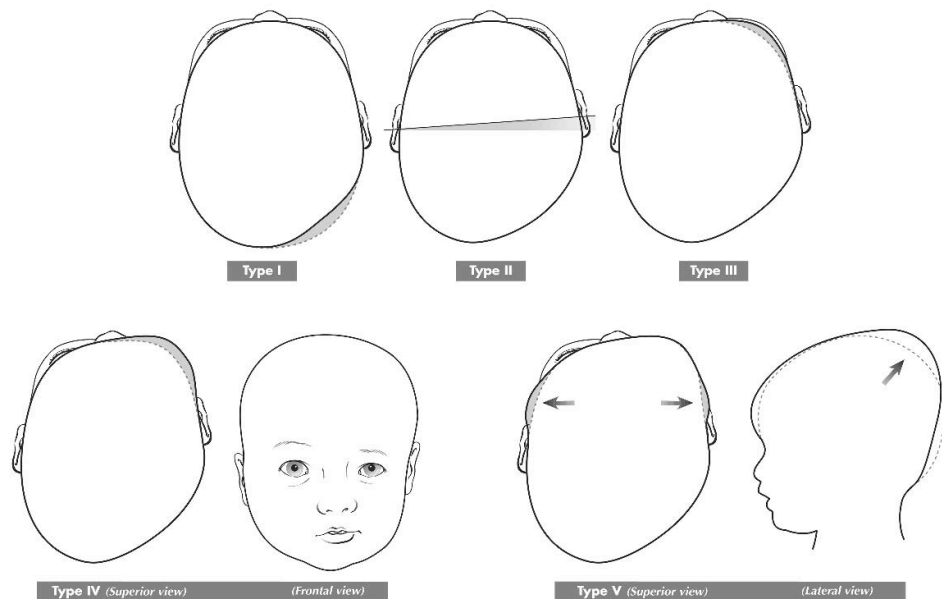 Type I
Type II
Type III
Type IV (Superior view)
(Frontal view)
Type V (Superior view)
(Lateral view)